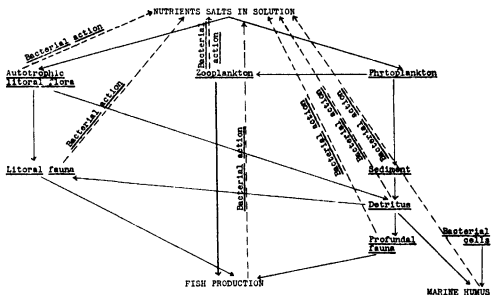 NUTRIENTS SALTS IN SOLUTION
Bacterial action
Bacterial
action
Autotrophic
litoral flora
Zooplankton
Phytoplankton
Bacterial action
Bacterial
action
Bacterial
action
Bacterial
Litoral fauna
Sediment
Bacterial action
Detritus
Profundal
fauna
Bacterial
cells
FISH PRODUCTION
MARINE HUMUS